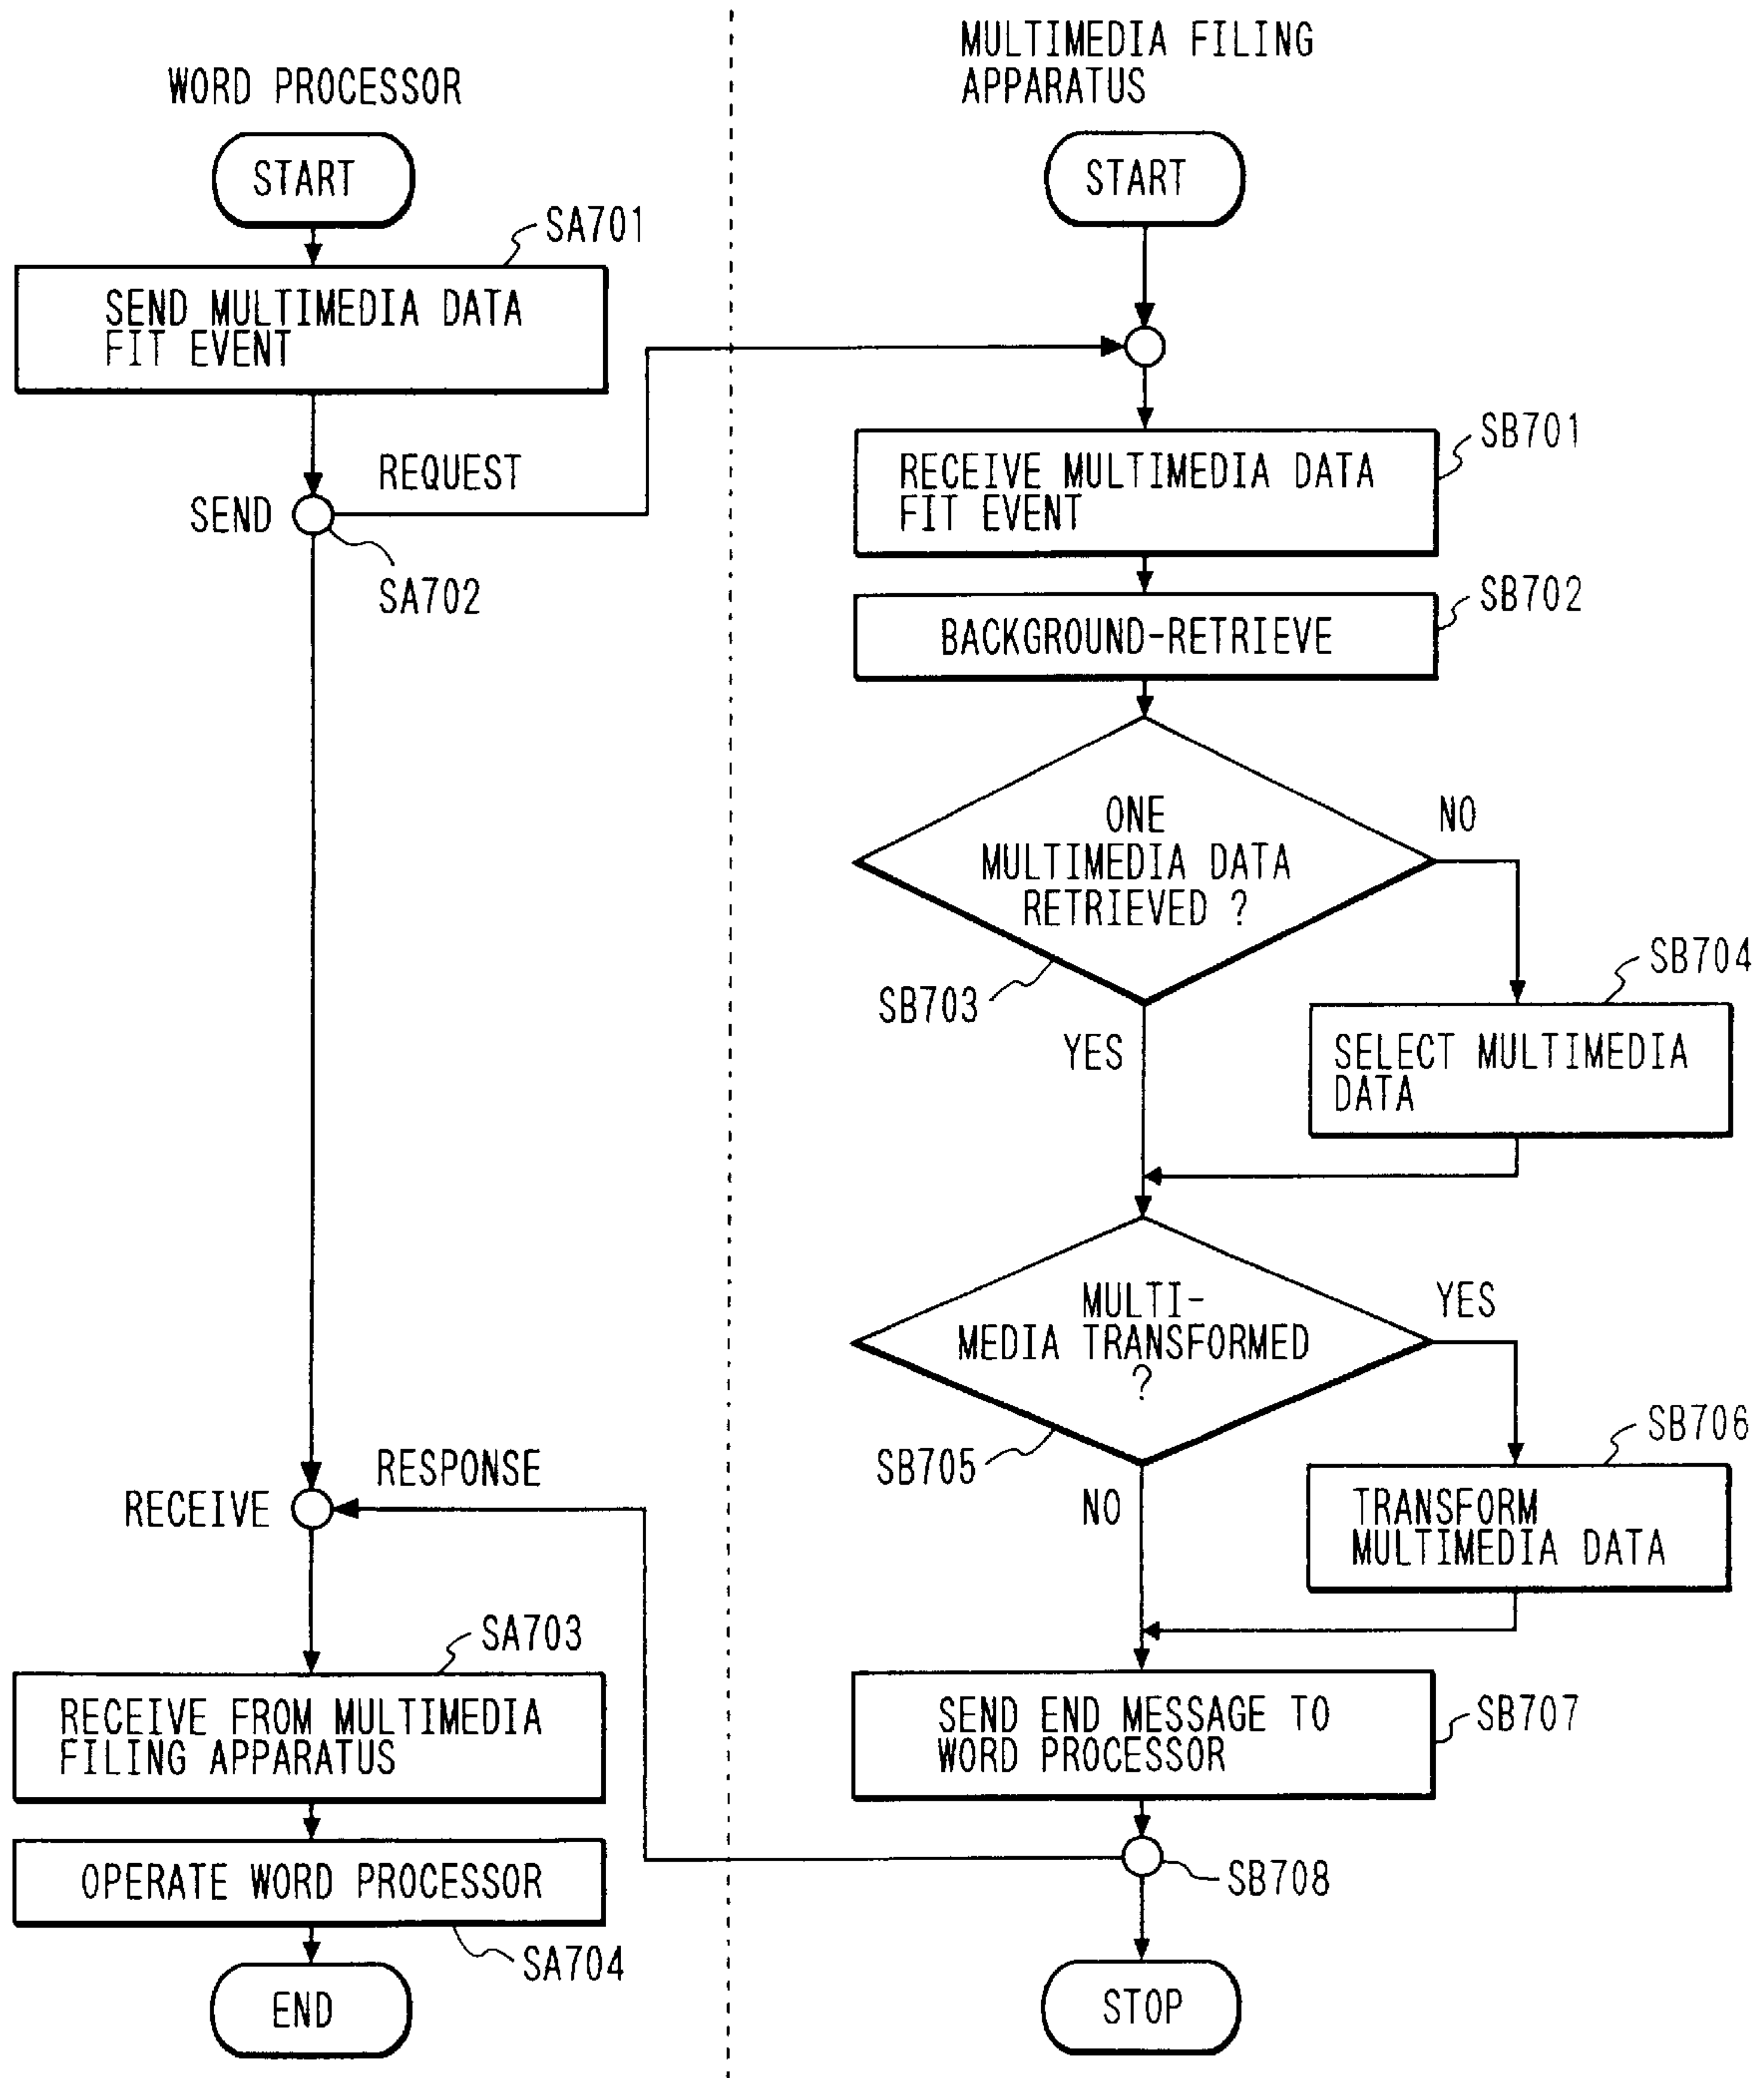 WORD PROCESSOR
START
SA701
SEND MULTIMEDIA DATA
FIT EVENT
REQUEST
SEND
SA702
RESPONSE
RECEIVE
SA703
RECEIVE FROM MULTIMEDIA
FILING APPARATUS
OPERATE WORD PROCESSOR
SA704
END
MULTIMEDIA FILING
APPARATUS
START
SB701
RECEIVE MULTIMEDIA DATA
FIT EVENT
SB702
BACKGROUND-RETRIEVE
ONE
MULTIMEDIA DATA
RETRIEVED ?
NO
SB703
YES
SB704
SELECT MULTIMEDIA
DATA
MULTI-
MEDIA TRANSFORMED
?
YES
SB705
NO
SB706
TRANSFORM
MULTIMEDIA DATA
SEND END MESSAGE TO
WORD PROCESSOR
SB707
SB708
STOP